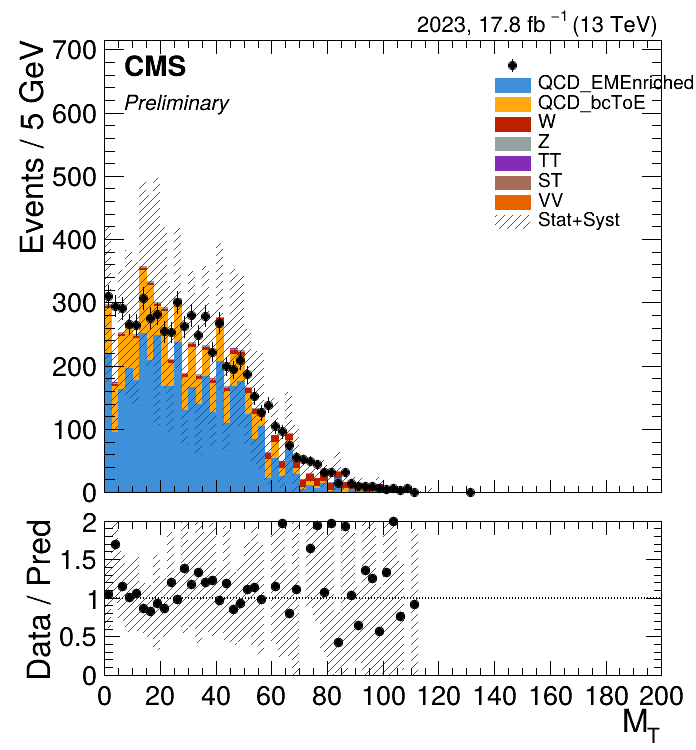 2023, 17.8 fb⁻¹ (13 TeV)
CMS
Preliminary
Events / 5 GeV
700
600
500
400
300
200
100
0
QCD_EMEnriched
QCD_bcToE
W
Z
TT
ST
VV
Stat+Syst
Data / Pred
2
1.5
1
0.5
0
0 20 40 60 80 100 120 140 160 180 200
M_T